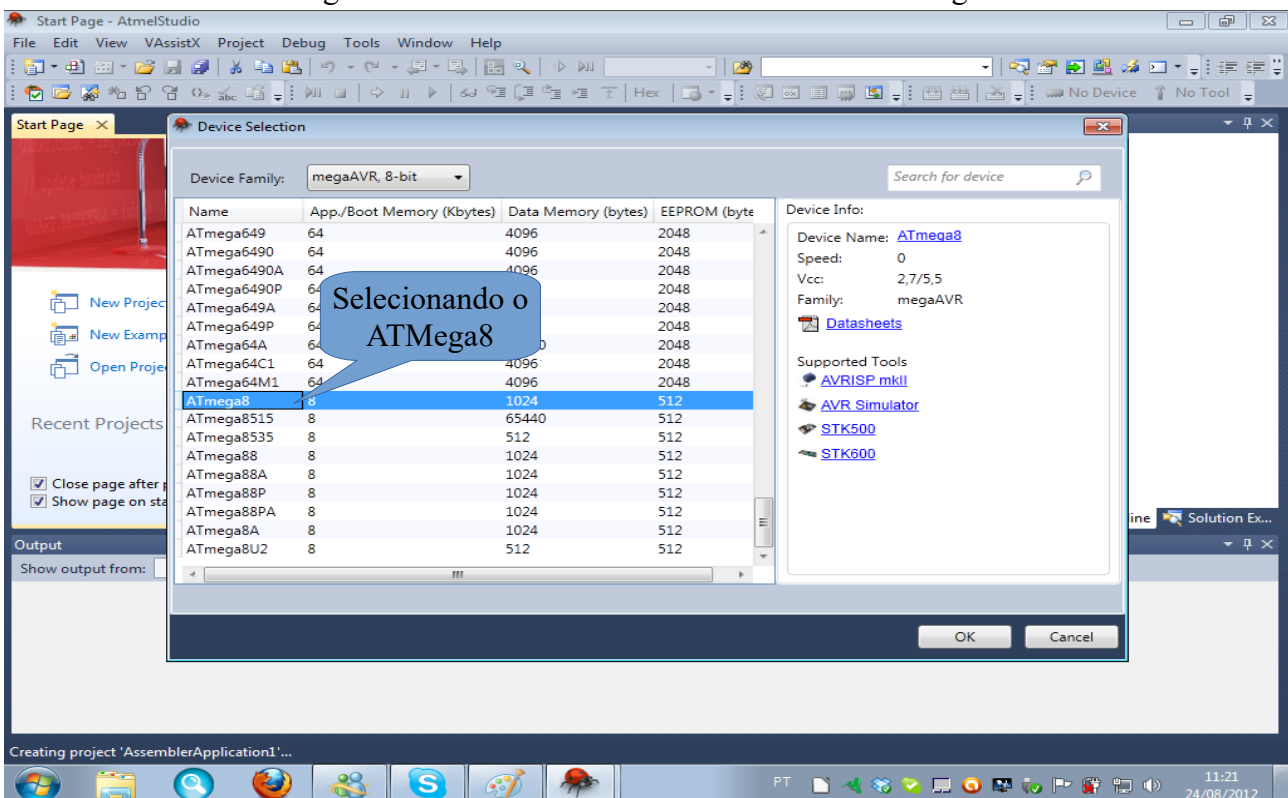 Start Page - AtmelStudio
File Edit View VAssistX Project Debug Tools Window Help
Hex
No Device No Tool
Start Page
Device Selection
Device Family: megaAVR, 8-bit
Search for device
Name App./Boot Memory (Kbytes) Data Memory (bytes) EEPROM (byte
ATmega649 64 4096 2048
ATmega6490 64 4096 2048
ATmega6490A 64 4096 2048
ATmega6490P 2048
ATmega649A 2048
ATmega649P 2048
ATmega64A 2048
ATmega64C1 64 4096 2048
ATmega64M1 64 4096 2048
ATmega8 8 1024 512
ATmega8515 8 65440 512
ATmega8535 8 512 512
ATmega88 8 1024 512
ATmega88A 8 1024 512
ATmega88P 8 1024 512
ATmega88PA 8 1024 512
ATmega8A 8 1024 512
ATmega8U2 8 512 512
Selecionando o
ATMega8
Device Info:
Device Name: ATmega8
Speed: 0
Vcc: 2,7/5,5
Family: megaAVR
Datasheets
Supported Tools
AVRISP mkII
AVR Simulator
STK500
STK600
New Projec
New Examp
Open Proje
Recent Projects
Close page after p
Show page on sta
ine Solution Ex...
Output
Show output from:
OK Cancel
Creating project 'AssemblerApplication1'...
PT
11:21
24/08/2012